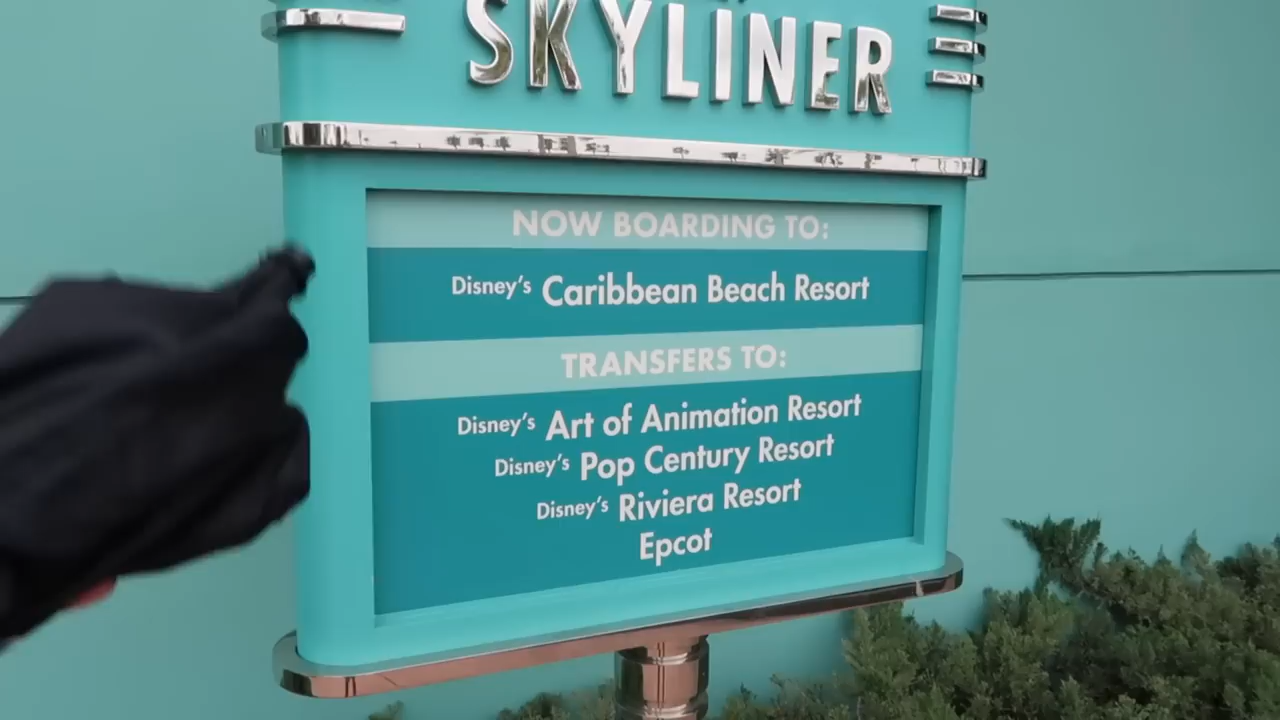 SKYLINER
NOW BOARDING TO:
Disney's Caribbean Beach Resort
TRANSFERS TO:
Disney's Art of Animation Resort
Disney's Pop Century Resort
Disney's Riviera Resort
Epcot